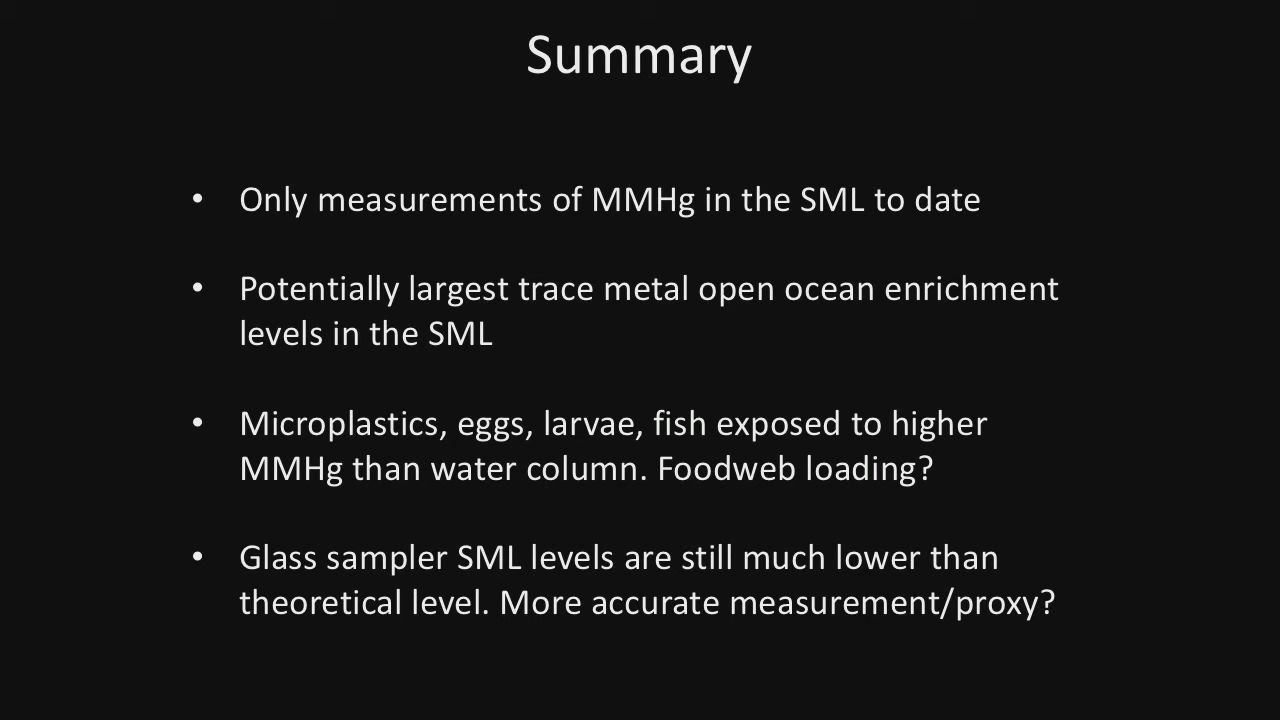 Summary
• Only measurements of MMHg in the SML to date
• Potentially largest trace metal open ocean enrichment
levels in the SML
• Microplastics, eggs, larvae, fish exposed to higher
MMHg than water column. Foodweb loading?
• Glass sampler SML levels are still much lower than
theoretical level. More accurate measurement/proxy?